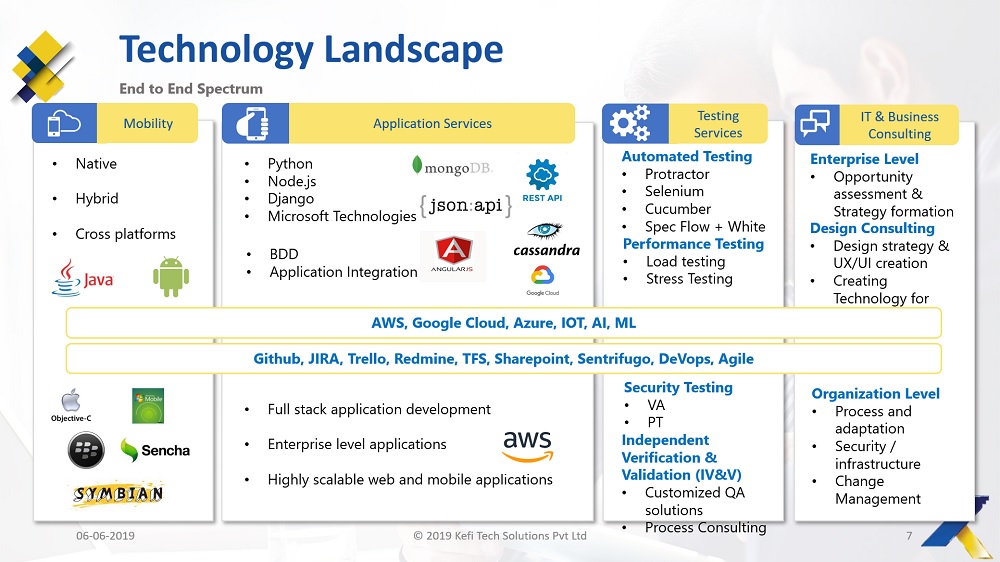 Technology Landscape
End to End Spectrum
Mobility
• Native
• Hybrid
• Cross platforms
Java
Application Services
• Python
• Node.js
• Django
• Microsoft Technologies
• BDD
• Application Integration
mongoDB.
{json:api}
REST API
ANGULARJS
cassandra
Google Cloud
Testing
Services
Automated Testing
• Protractor
• Selenium
• Cucumber
• Spec Flow + White
Performance Testing
• Load testing
• Stress Testing
IT & Business
Consulting
Enterprise Level
• Opportunity
assessment &
Strategy formation
Design Consulting
• Design strategy &
UX/UI creation
• Creating
Technology for
AWS, Google Cloud, Azure, IOT, AI, ML
Github, JIRA, Trello, Redmine, TFS, Sharepoint, Sentrifugo, DeVops, Agile
Objective-C
Mobile
Sencha
SYMBIAN
• Full stack application development
• Enterprise level applications
• Highly scalable web and mobile applications
aws
Security Testing
• VA
• PT
Independent
Verification &
Validation (IV&V)
• Customized QA
solutions
• Process Consulting
Organization Level
• Process and
adaptation
• Security /
infrastructure
• Change
Management
06-06-2019
© 2019 Kefi Tech Solutions Pvt Ltd
7